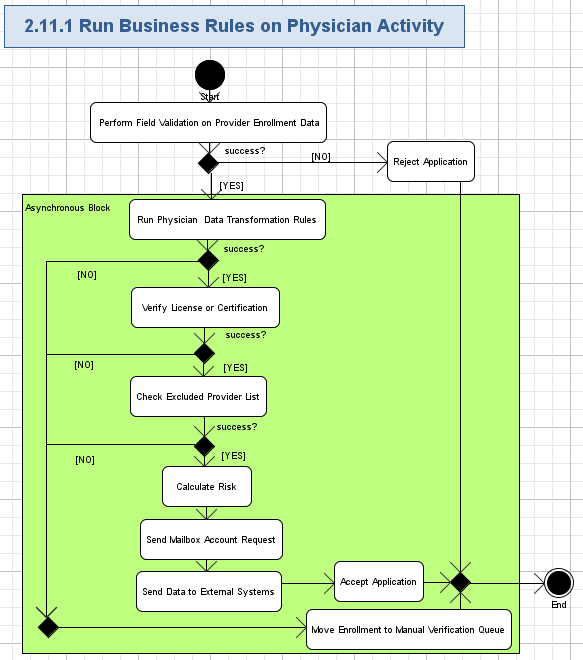 2.11.1 Run Business Rules on Physician Activity
Start
Perform Field Validation on Provider Enrollment Data
success?
[NO]
Reject Application
[YES]
Asynchronous Block
Run Physician Data Transformation Rules
success?
[NO]
[YES]
Verify License or Certification
success?
[NO]
[YES]
Check Excluded Provider List
success?
[NO]
[YES]
Calculate Risk
Send Mailbox Account Request
Send Data to External Systems
Accept Application
End
Move Enrollment to Manual Verification Queue